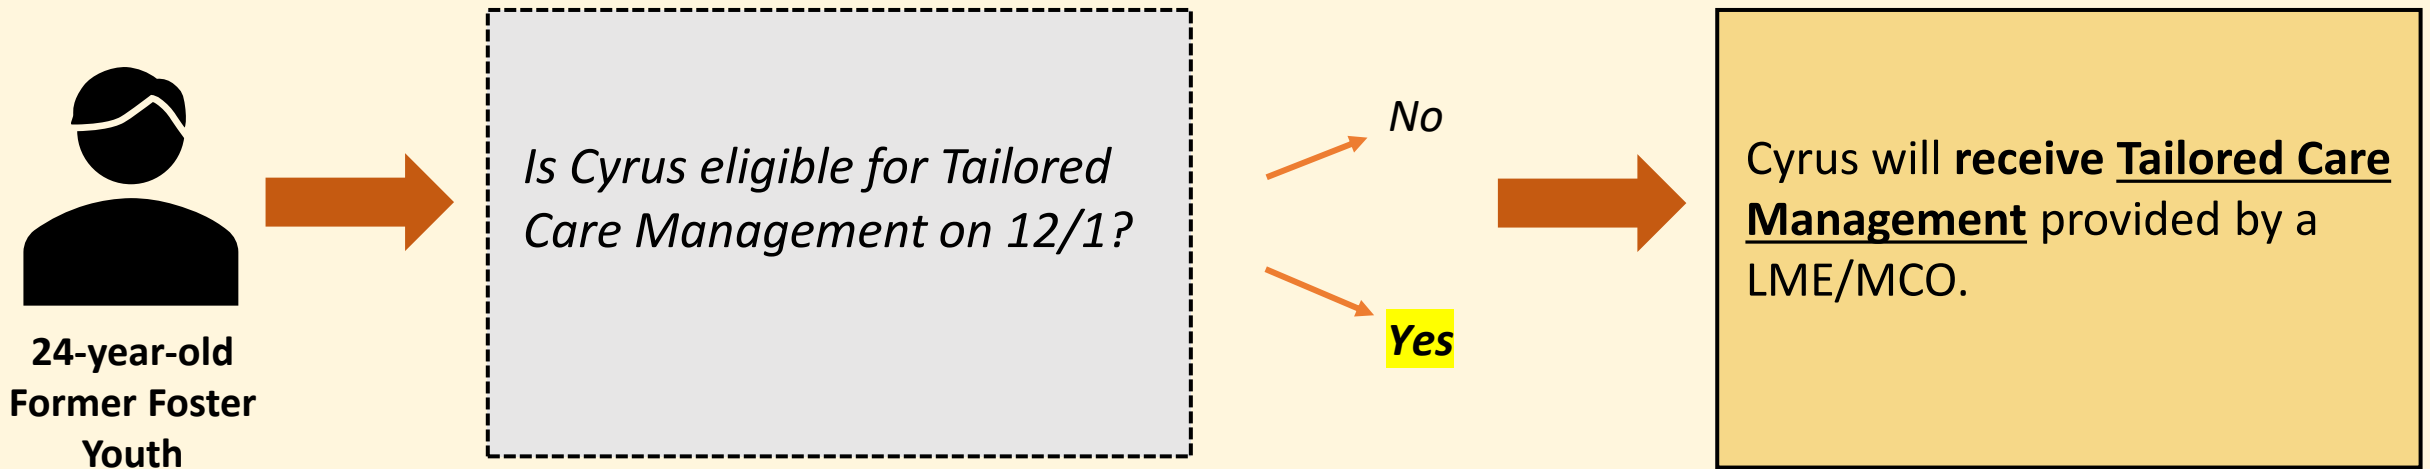 24-year-old
Former Foster
Youth
Is Cyrus eligible for Tailored
Care Management on 12/1?
No
Yes
Cyrus will receive Tailored Care
Management provided by a
LME/MCO.